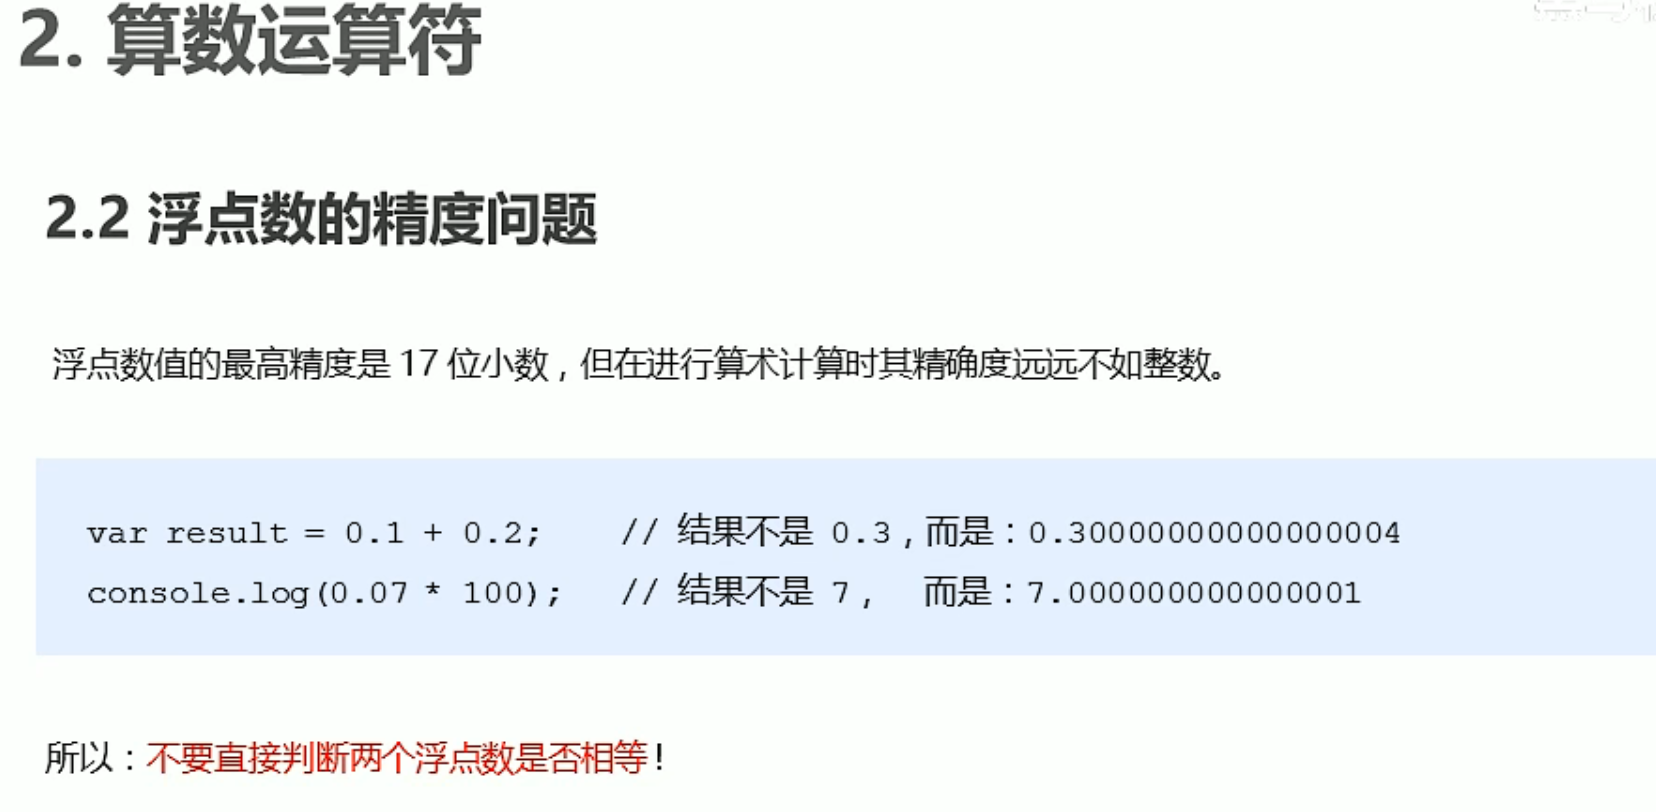 2. 算数运算符
2.2 浮点数的精度问题
浮点数值的最高精度是 17 位小数，但在进行算术计算时其精确度远远不如整数。
var result = 0.1 + 0.2;    // 结果不是 0.3，而是：0.30000000000000004
console.log(0.07 * 100);   // 结果不是 7，  而是：7.000000000000001
所以：不要直接判断两个浮点数是否相等！